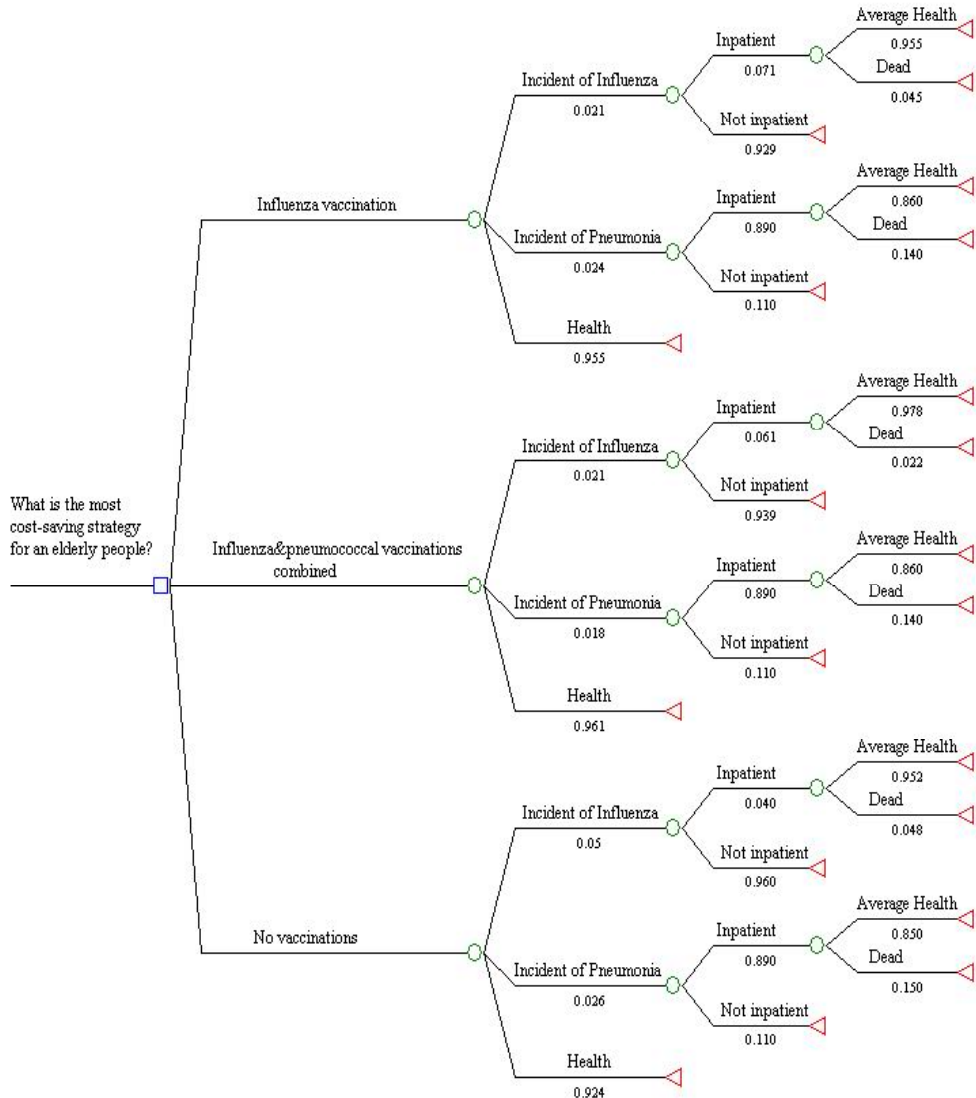 Average Health
0.955
Inpatient
0.071
Dead
0.045
Incident of Influenza
0.021
Not inpatient
0.929
Average Health
0.860
Influenza vaccination
Inpatient
0.890
Dead
0.140
Incident of Pneumonia
0.024
Not inpatient
0.110
Health
0.955
Average Health
0.978
Inpatient
0.061
Dead
0.022
Incident of Influenza
0.021
Not inpatient
0.939
What is the most
cost-saving strategy
for an elderly people?
Influenza&pneumococcal vaccinations
combined
Average Health
0.860
Inpatient
0.890
Dead
0.140
Incident of Pneumonia
0.018
Not inpatient
0.110
Health
0.961
Average Health
0.952
Inpatient
0.040
Dead
0.048
Incident of Influenza
0.05
Not inpatient
0.960
No vaccinations
Average Health
0.850
Inpatient
0.890
Dead
0.150
Incident of Pneumonia
0.026
Not inpatient
0.110
Health
0.924